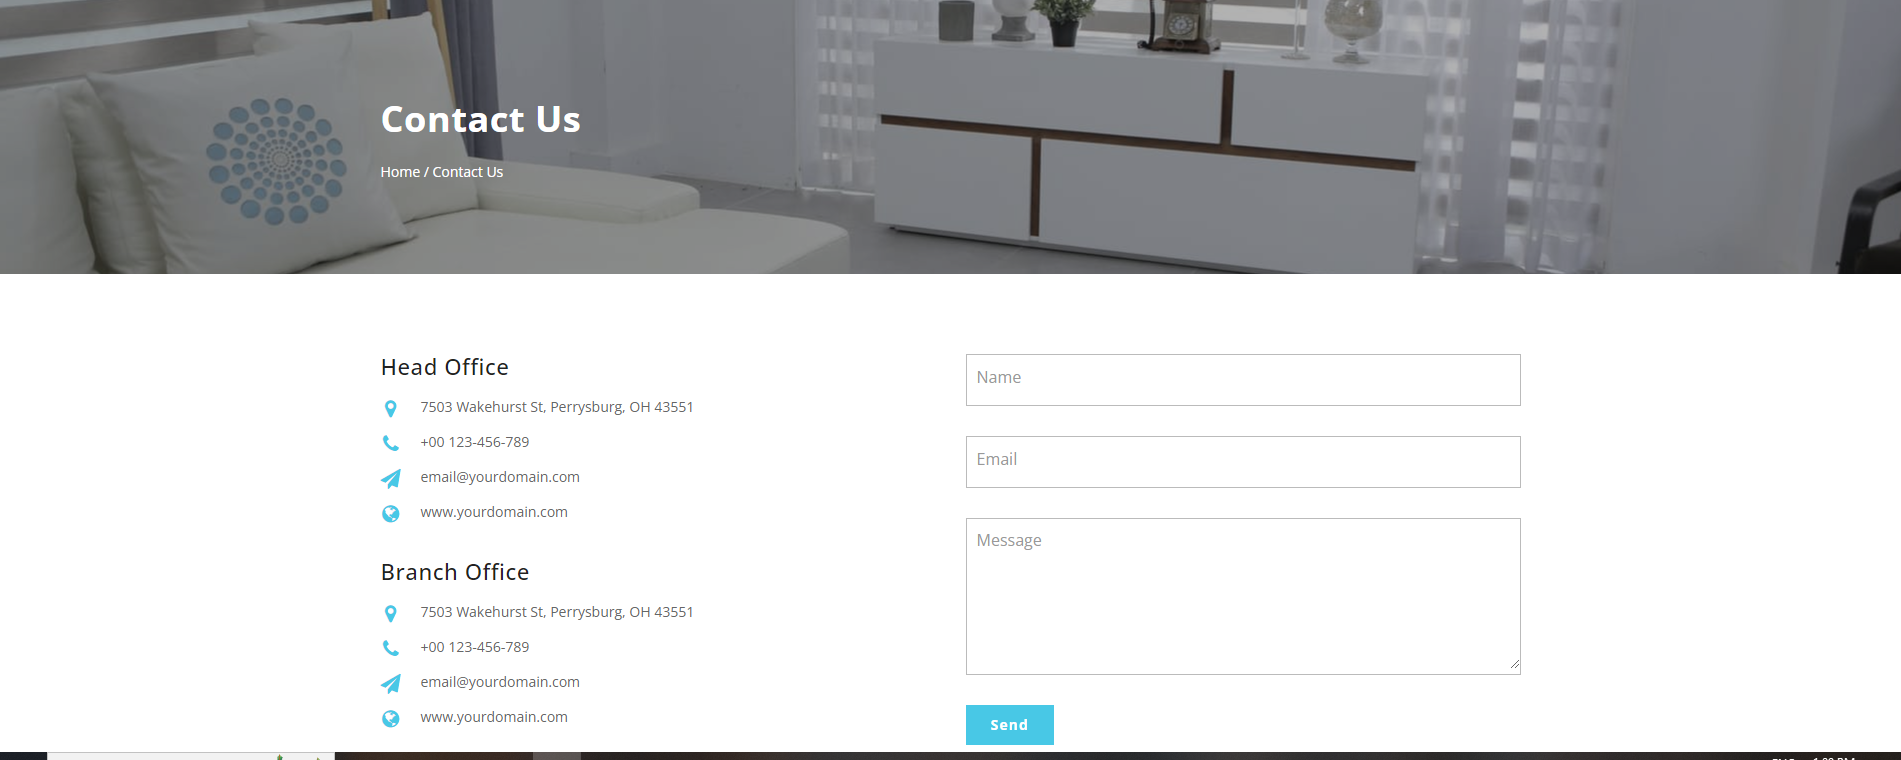 Contact Us
Home / Contact Us
Head Office
7503 Wakehurst St, Perrysburg, OH 43551
+00 123-456-789
email@yourdomain.com
www.yourdomain.com
Branch Office
7503 Wakehurst St, Perrysburg, OH 43551
+00 123-456-789
email@yourdomain.com
www.yourdomain.com
Name
Email
Message
Send